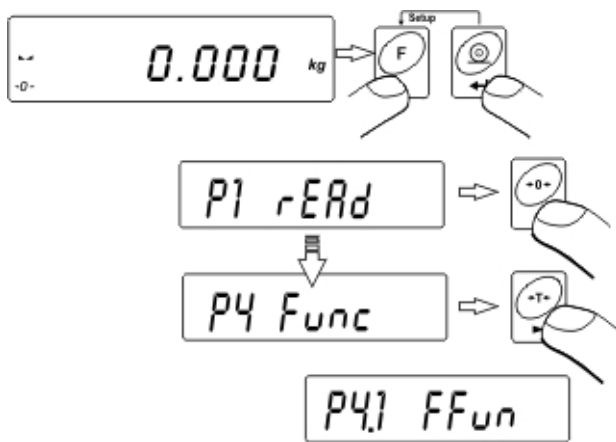 Setup
0.000 kg
-0-
F
P1 rEAd
→0←
P4 Func
→T←
P4.1 FFun